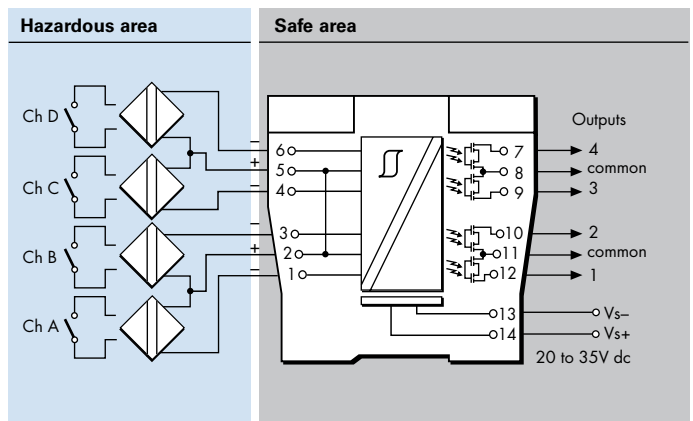 Hazardous area
Safe area
Ch D
Ch C
Ch B
Ch A
−
+
−
−
+
−
6
5
4
3
2
1
7
8
9
10
11
12
13
14
Outputs
4
common
3
2
common
1
Vs−
Vs+
20 to 35V dc